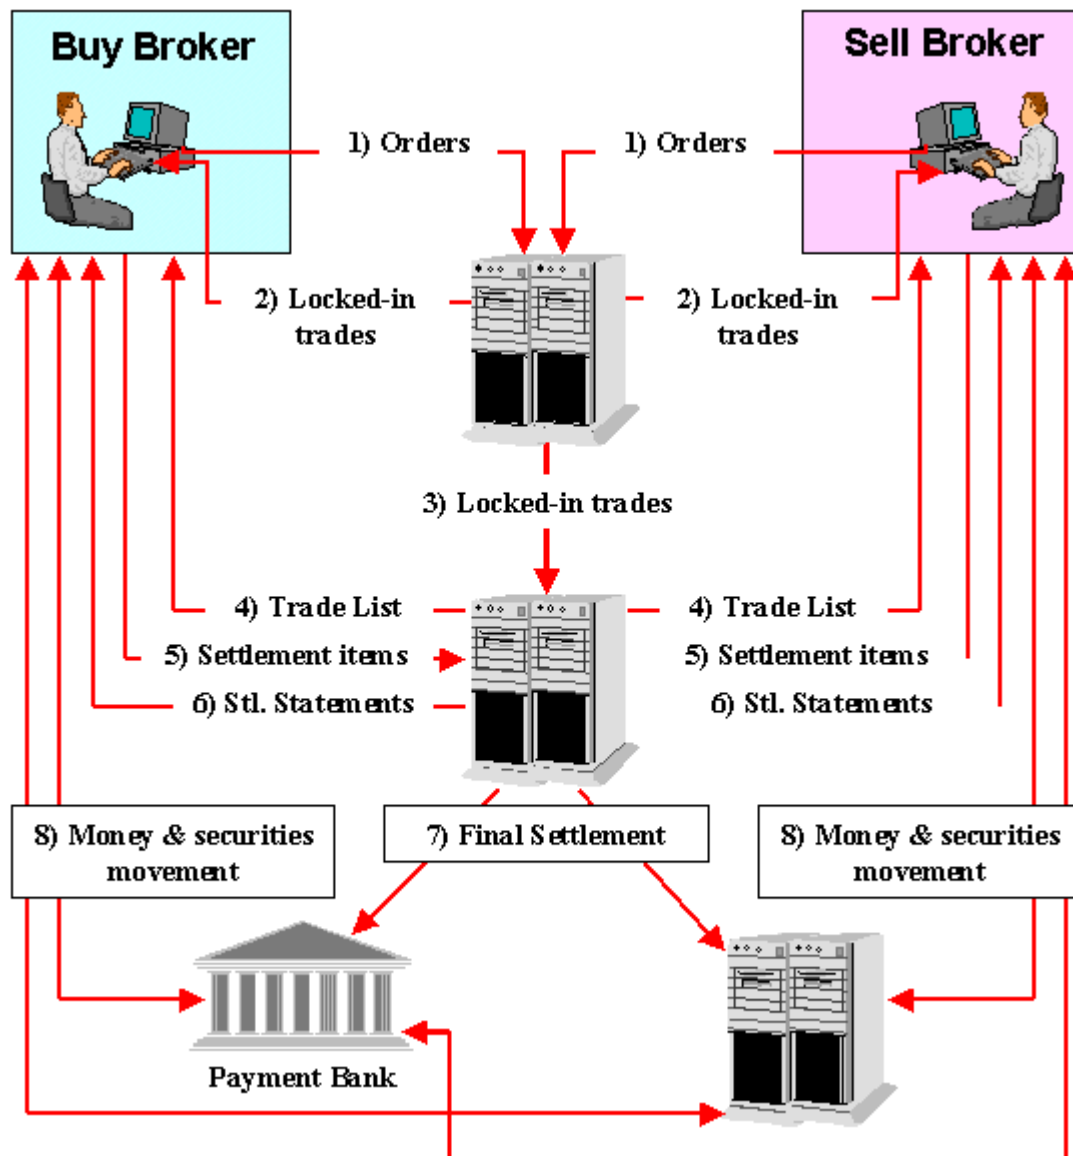 Buy Broker
Sell Broker
1) Orders
1) Orders
2) Locked-in
trades
2) Locked-in
trades
3) Locked-in trades
4) Trade List
4) Trade List
5) Settlement items
5) Settlement items
6) Stl. Statements
6) Stl. Statements
8) Money & securities
movement
7) Final Settlement
8) Money & securities
movement
Payment Bank